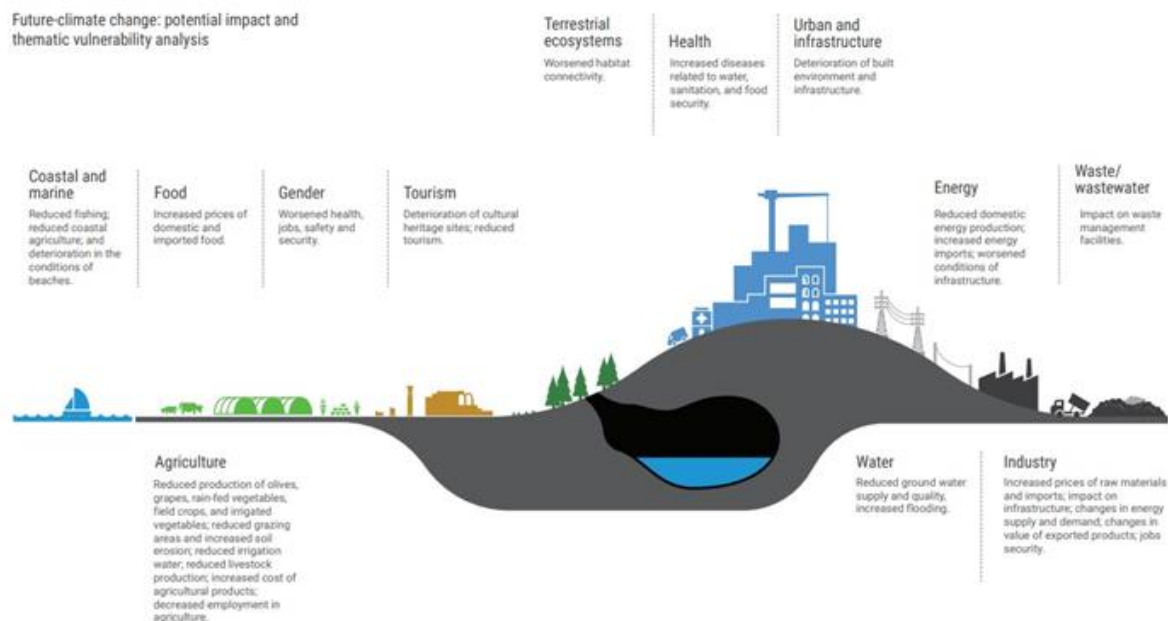 Future-climate change: potential impact and
thematic vulnerability analysis
Terrestrial
ecosystems
Worsened habitat
connectivity.
Health
Increased diseases
related to water,
sanitation, and food
security.
Urban and
infrastructure
Deterioration of built
environment and
infrastructure.
Coastal and
marine
Reduced fishing;
reduced coastal
agriculture; and
deterioration in the
conditions of
beaches.
Food
Increased prices of
domestic and
imported food.
Gender
Worsened health,
jobs, safety and
security.
Tourism
Deterioration of cultural
heritage sites; reduced
tourism.
Energy
Reduced domestic
energy production;
increased energy
imports; worsened
conditions of
infrastructure.
Waste/
wastewater
Impact on waste
management
facilities.
Agriculture
Reduced production of olives,
grapes, rain-fed vegetables,
field crops, and irrigated
vegetables; reduced grazing
areas and increased soil
erosion; reduced irrigation
water; reduced livestock
production; increased cost of
agricultural products;
decreased employment in
agriculture.
Water
Reduced ground water
supply and quality,
increased flooding.
Industry
Increased prices of raw materials
and imports; impact on
infrastructure; changes in energy
supply and demand; changes in
value of exported products; jobs
security.